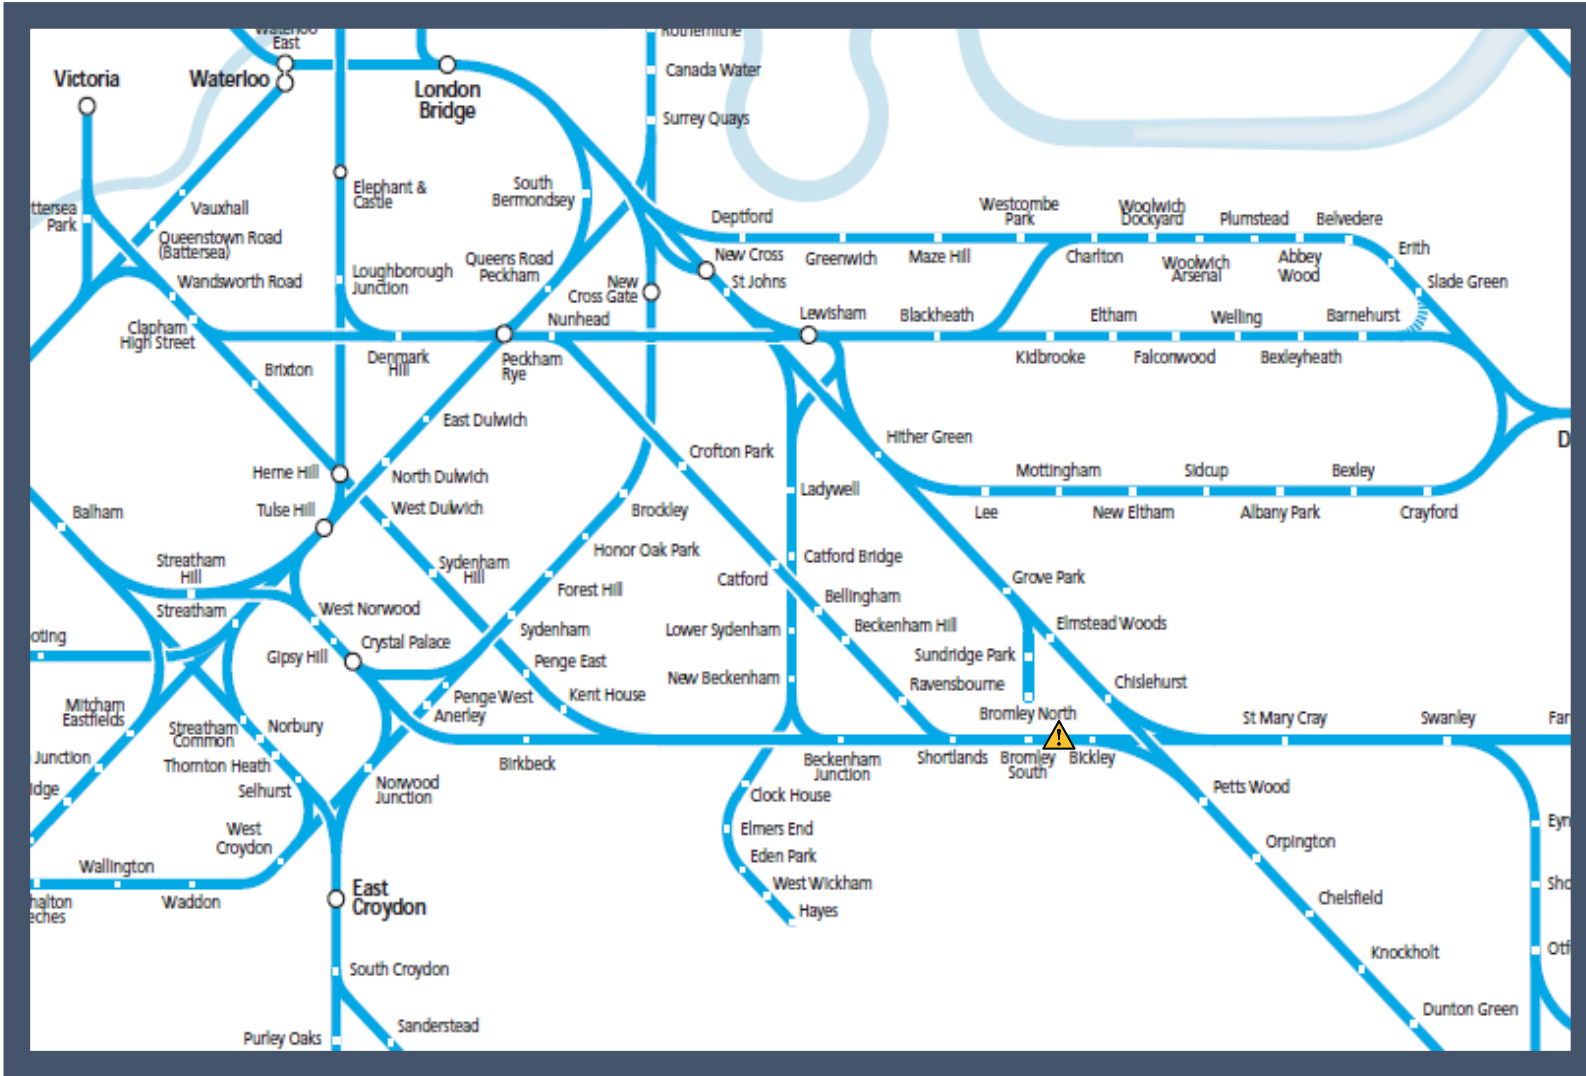 Waterloo
East
Rotherhithe
Victoria
Waterloo
London
Bridge
Canada Water
Surrey Quays
Elephant &
Castle
South
Bermondsey
Vauxhall
ttersea
Park
Queenstown Road
(Battersea)
Deptford
Westcombe
Park
Woolwich
Dockyard
Plumstead
Belvedere
Erith
Greenwich
Maze Hill
Charlton
Woolwich
Arsenal
Abbey
Wood
Slade Green
Wandsworth Road
Loughborough
Junction
Queens Road
Peckham
New Cross
St Johns
New
Cross Gate
Clapham
High Street
Nunhead
Lewisham
Blackheath
Eltham
Welling
Barnehurst
Denmark
Hill
Peckham
Rye
Kidbrooke
Falconwood
Bexleyheath
Brixton
East Dulwich
D
Hither Green
Crofton Park
Herne Hill
North Dulwich
Mottingham
Sidcup
Bexley
Ladywell
Balham
Tulse Hill
West Dulwich
Brockley
Lee
New Eltham
Albany Park
Crayford
Honor Oak Park
Catford Bridge
Streatham
Hill
Sydenham
Hill
Forest Hill
Catford
Grove Park
Bellingham
Streatham
West Norwood
Elmstead Woods
oting
Crystal Palace
Sydenham
Lower Sydenham
Beckenham Hill
Gipsy Hill
Penge East
Sundridge Park
New Beckenham
Ravensbourne
Chislehurst
Mitcham
Eastfields
Penge West
Kent House
Anerley
Bromley North
St Mary Cray
Swanley
Far
Streatham
Common
Norbury
Junction
Thornton Heath
Birkbeck
Beckenham
Junction
Shortlands
Bromley
South
Bickley
idge
Selhurst
Norwood
Junction
Clock House
Petts Wood
West
Croydon
Elmers End
Eyn
Orpington
Eden Park
Wallington
West Wickham
halton
eches
Waddon
East
Croydon
Hayes
Sho
Chelsfield
Knockholt
Otf
South Croydon
Dunton Green
Sanderstead
Purley Oaks